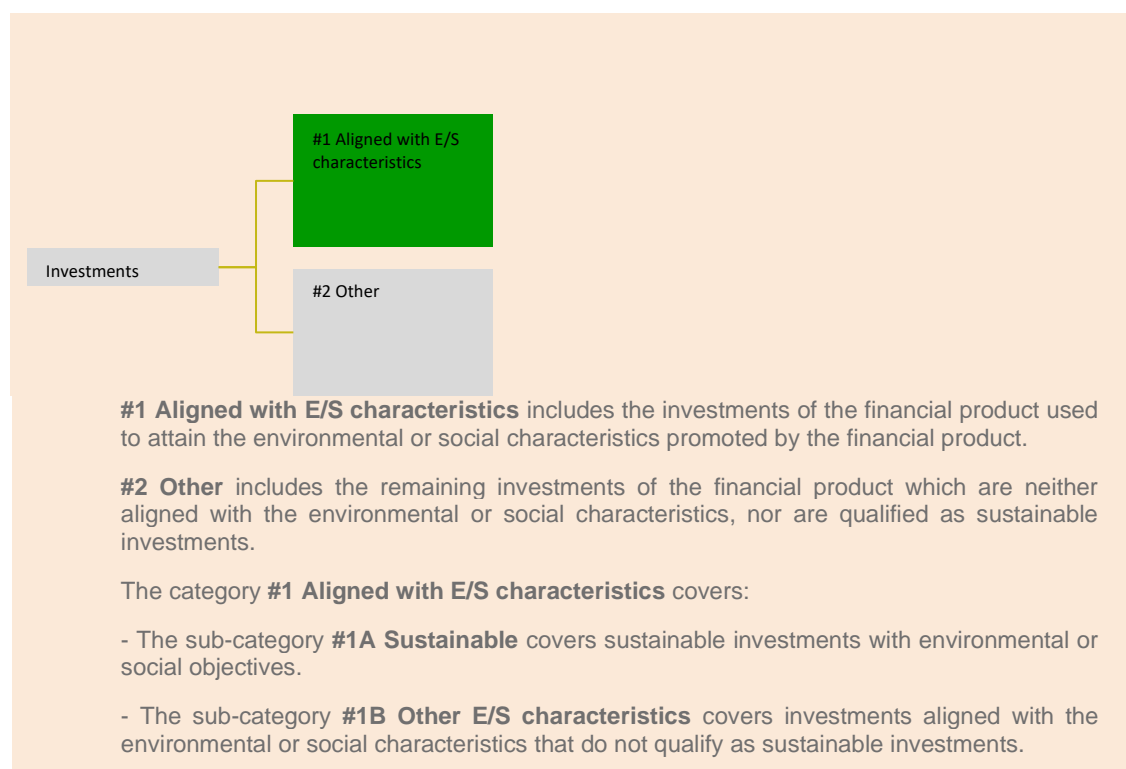 #1 Aligned with E/S
characteristics
Investments
#2 Other
#1 Aligned with E/S characteristics includes the investments of the financial product used
to attain the environmental or social characteristics promoted by the financial product.
#2 Other includes the remaining investments of the financial product which are neither
aligned with the environmental or social characteristics, nor are qualified as sustainable
investments.
The category #1 Aligned with E/S characteristics covers:
- The sub-category #1A Sustainable covers sustainable investments with environmental or
social objectives.
- The sub-category #1B Other E/S characteristics covers investments aligned with the
environmental or social characteristics that do not qualify as sustainable investments.